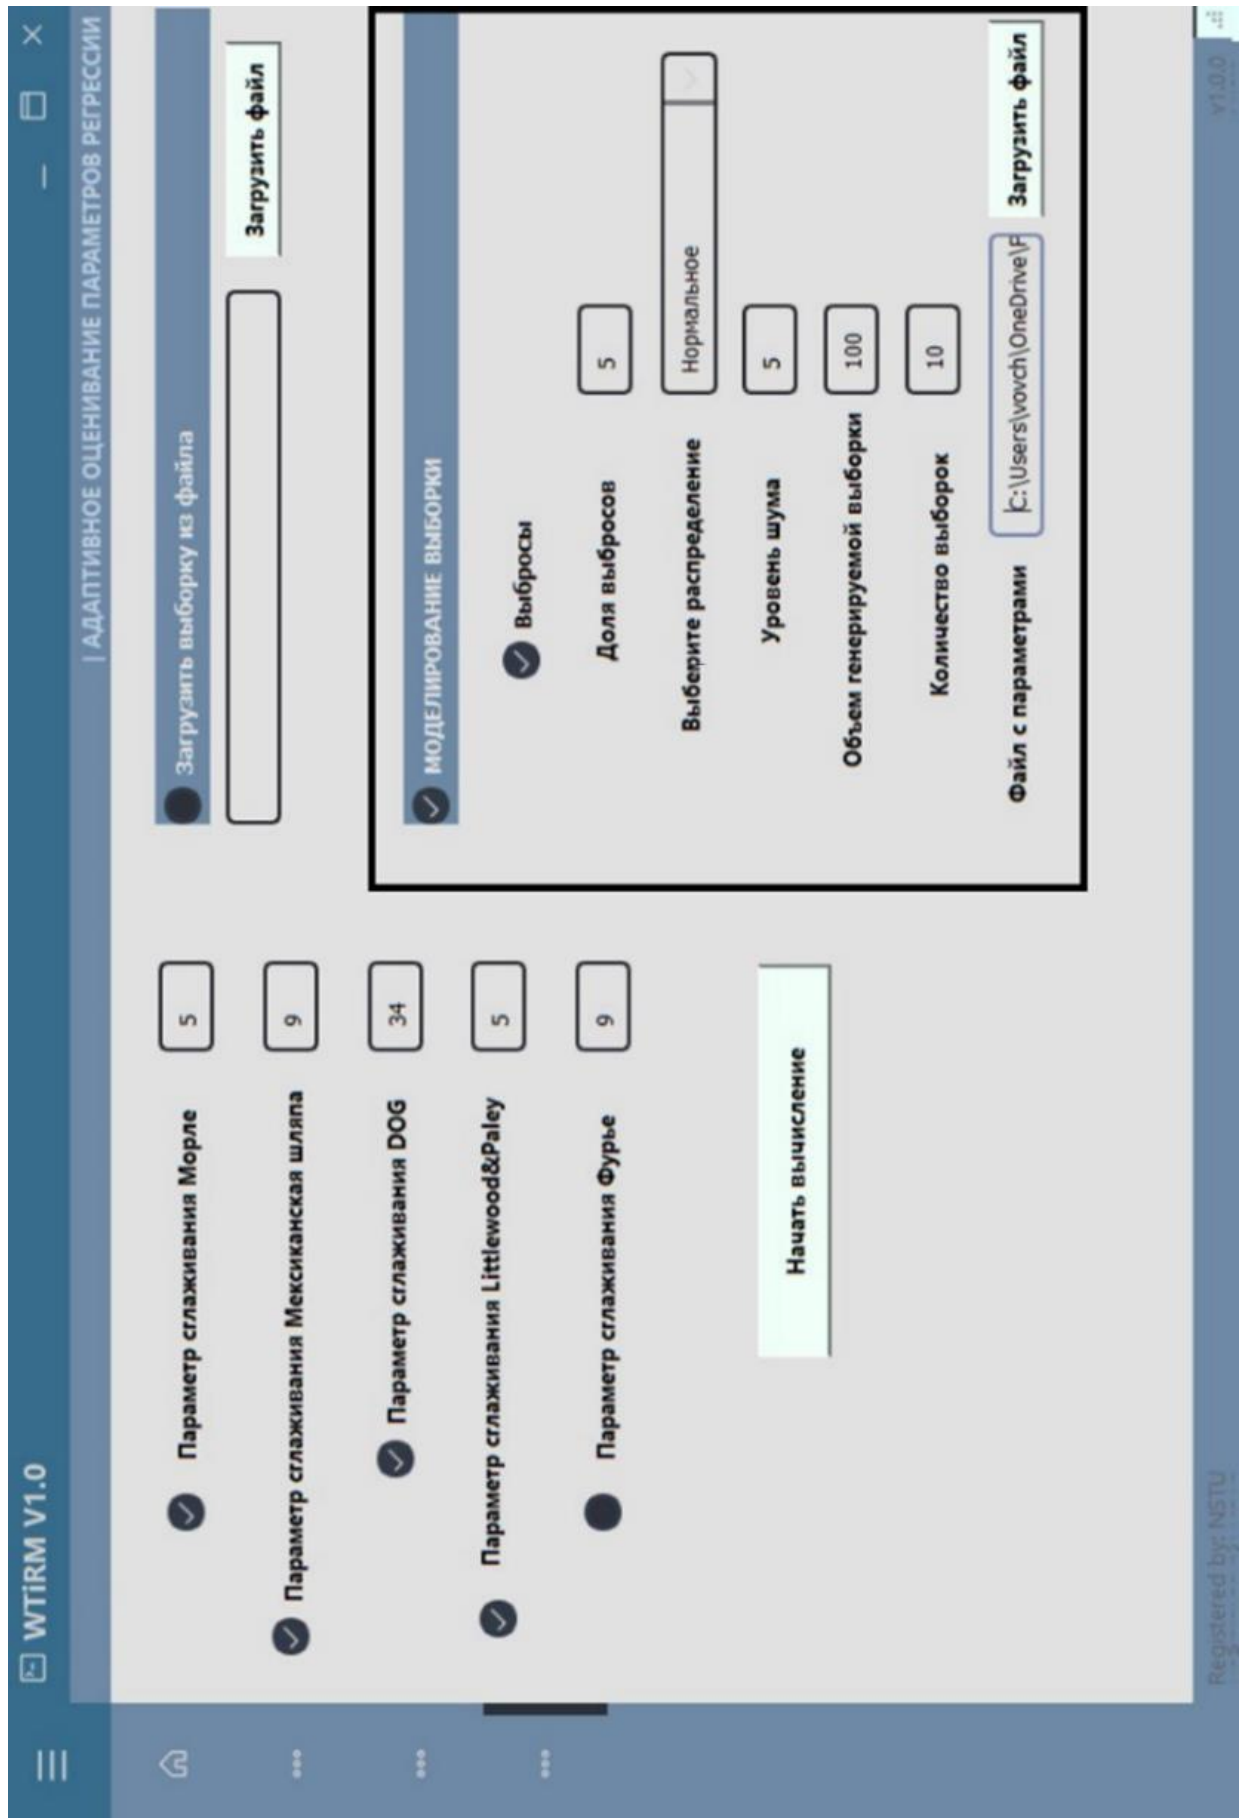 WTiRM V1.0
| АДАПТИВНОЕ ОЦЕНИВАНИЕ ПАРАМЕТРОВ РЕГРЕССИИ
Параметр сглаживания Морле 5
Параметр сглаживания Мексиканская шляпа 9
Параметр сглаживания DOG 34
Параметр сглаживания Littlewood&Paley 5
Параметр сглаживания Фурье 9
Начать вычисление
Загрузить выборку из файла
Загрузить файл
МОДЕЛИРОВАНИЕ ВЫБОРКИ
Выбросы
Доля выбросов 5
Выберите распределение Нормальное
Уровень шума 5
Объем генерируемой выборки 100
Количество выборок 10
Файл с параметрами C:\Users\vovch\OneDrive\Р Загрузить файл
Registered by: NSTU
v1.0.0